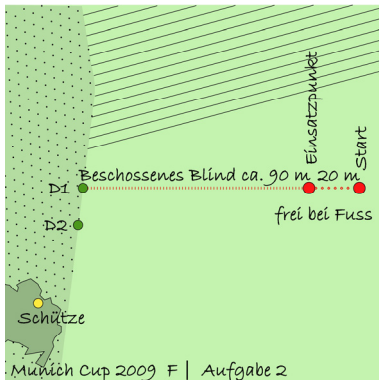 Einsatzpunkt
Start
Beschossenes Blind ca. 90 m 20 m
D1
frei bei Fuss
D2
Schütze
Munich Cup 2009 F | Aufgabe 2